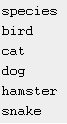 species
bird
cat
dog
hamster
snake